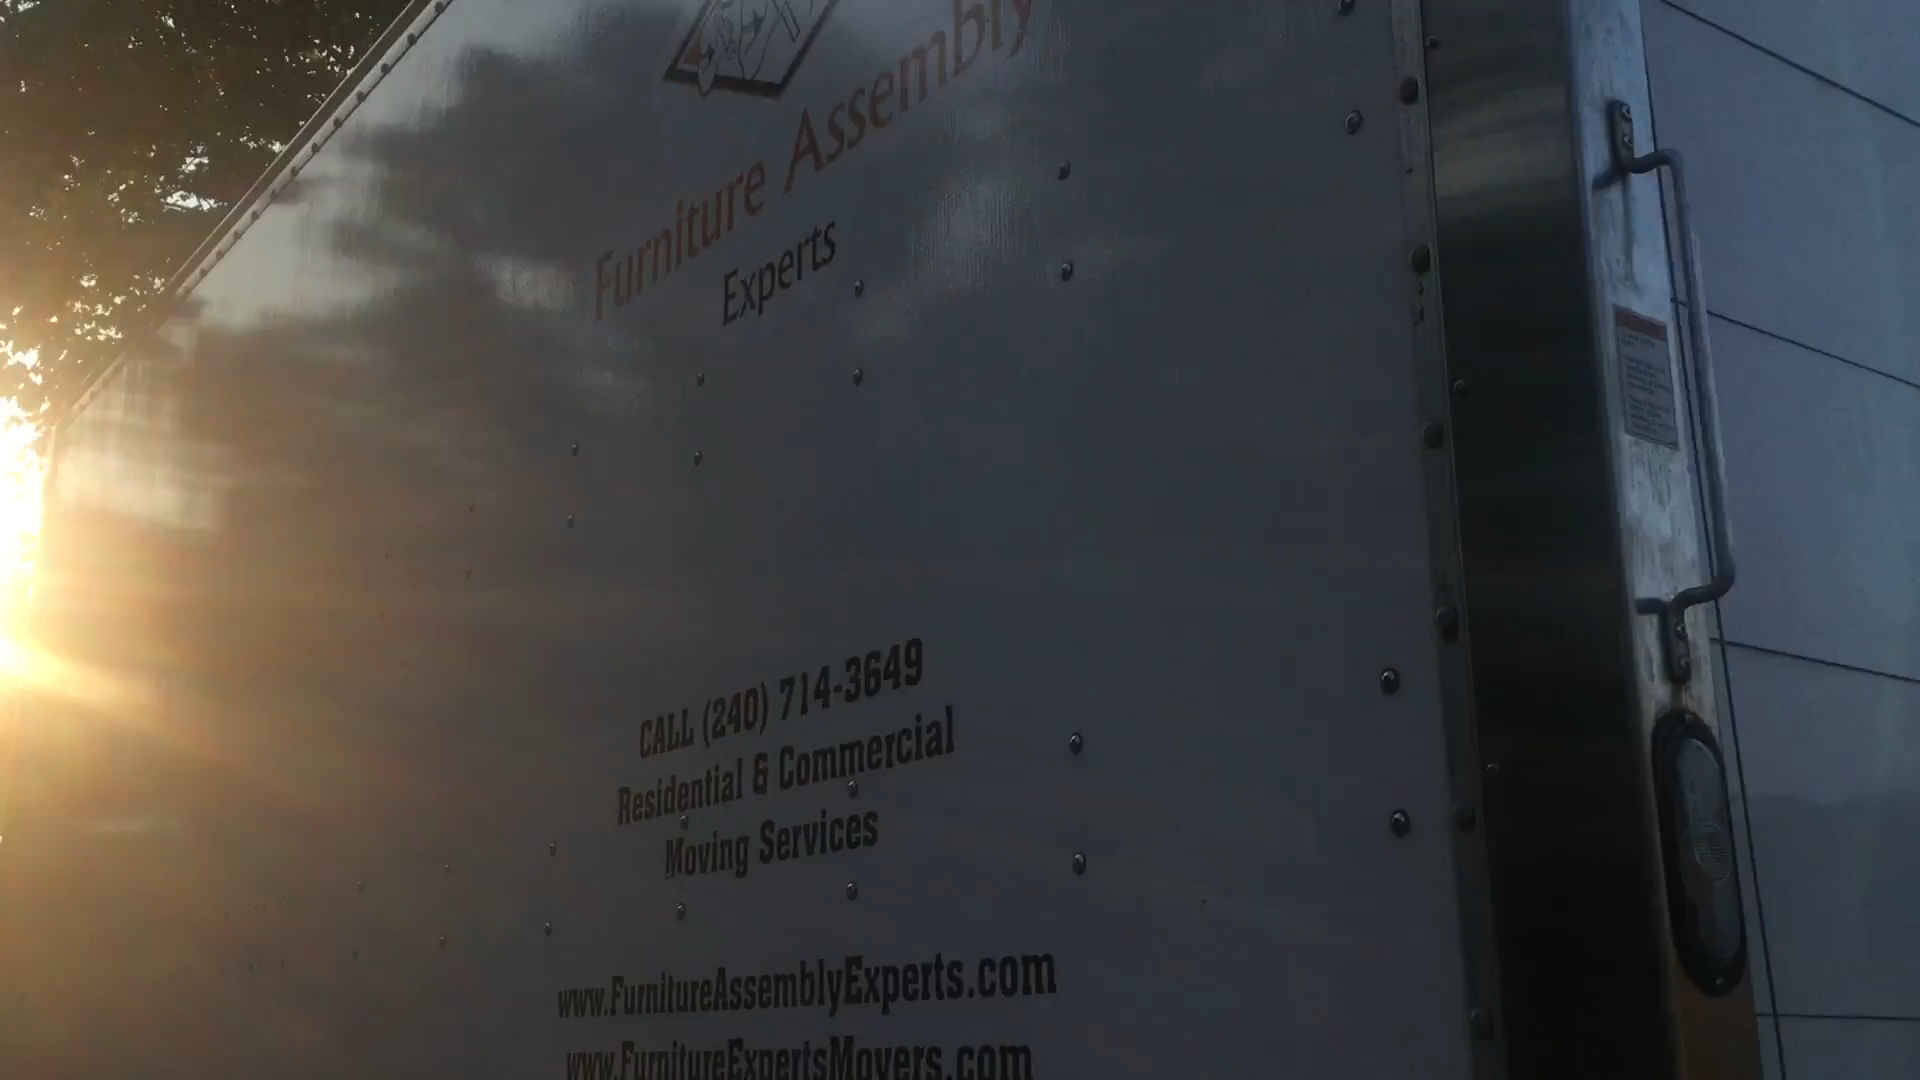 Furniture Assembly
Experts
CALL (240) 714-3649
Residential & Commercial
Moving Services
www.FurnitureAssemblyExperts.com
www.FurnitureExpertsMovers.com